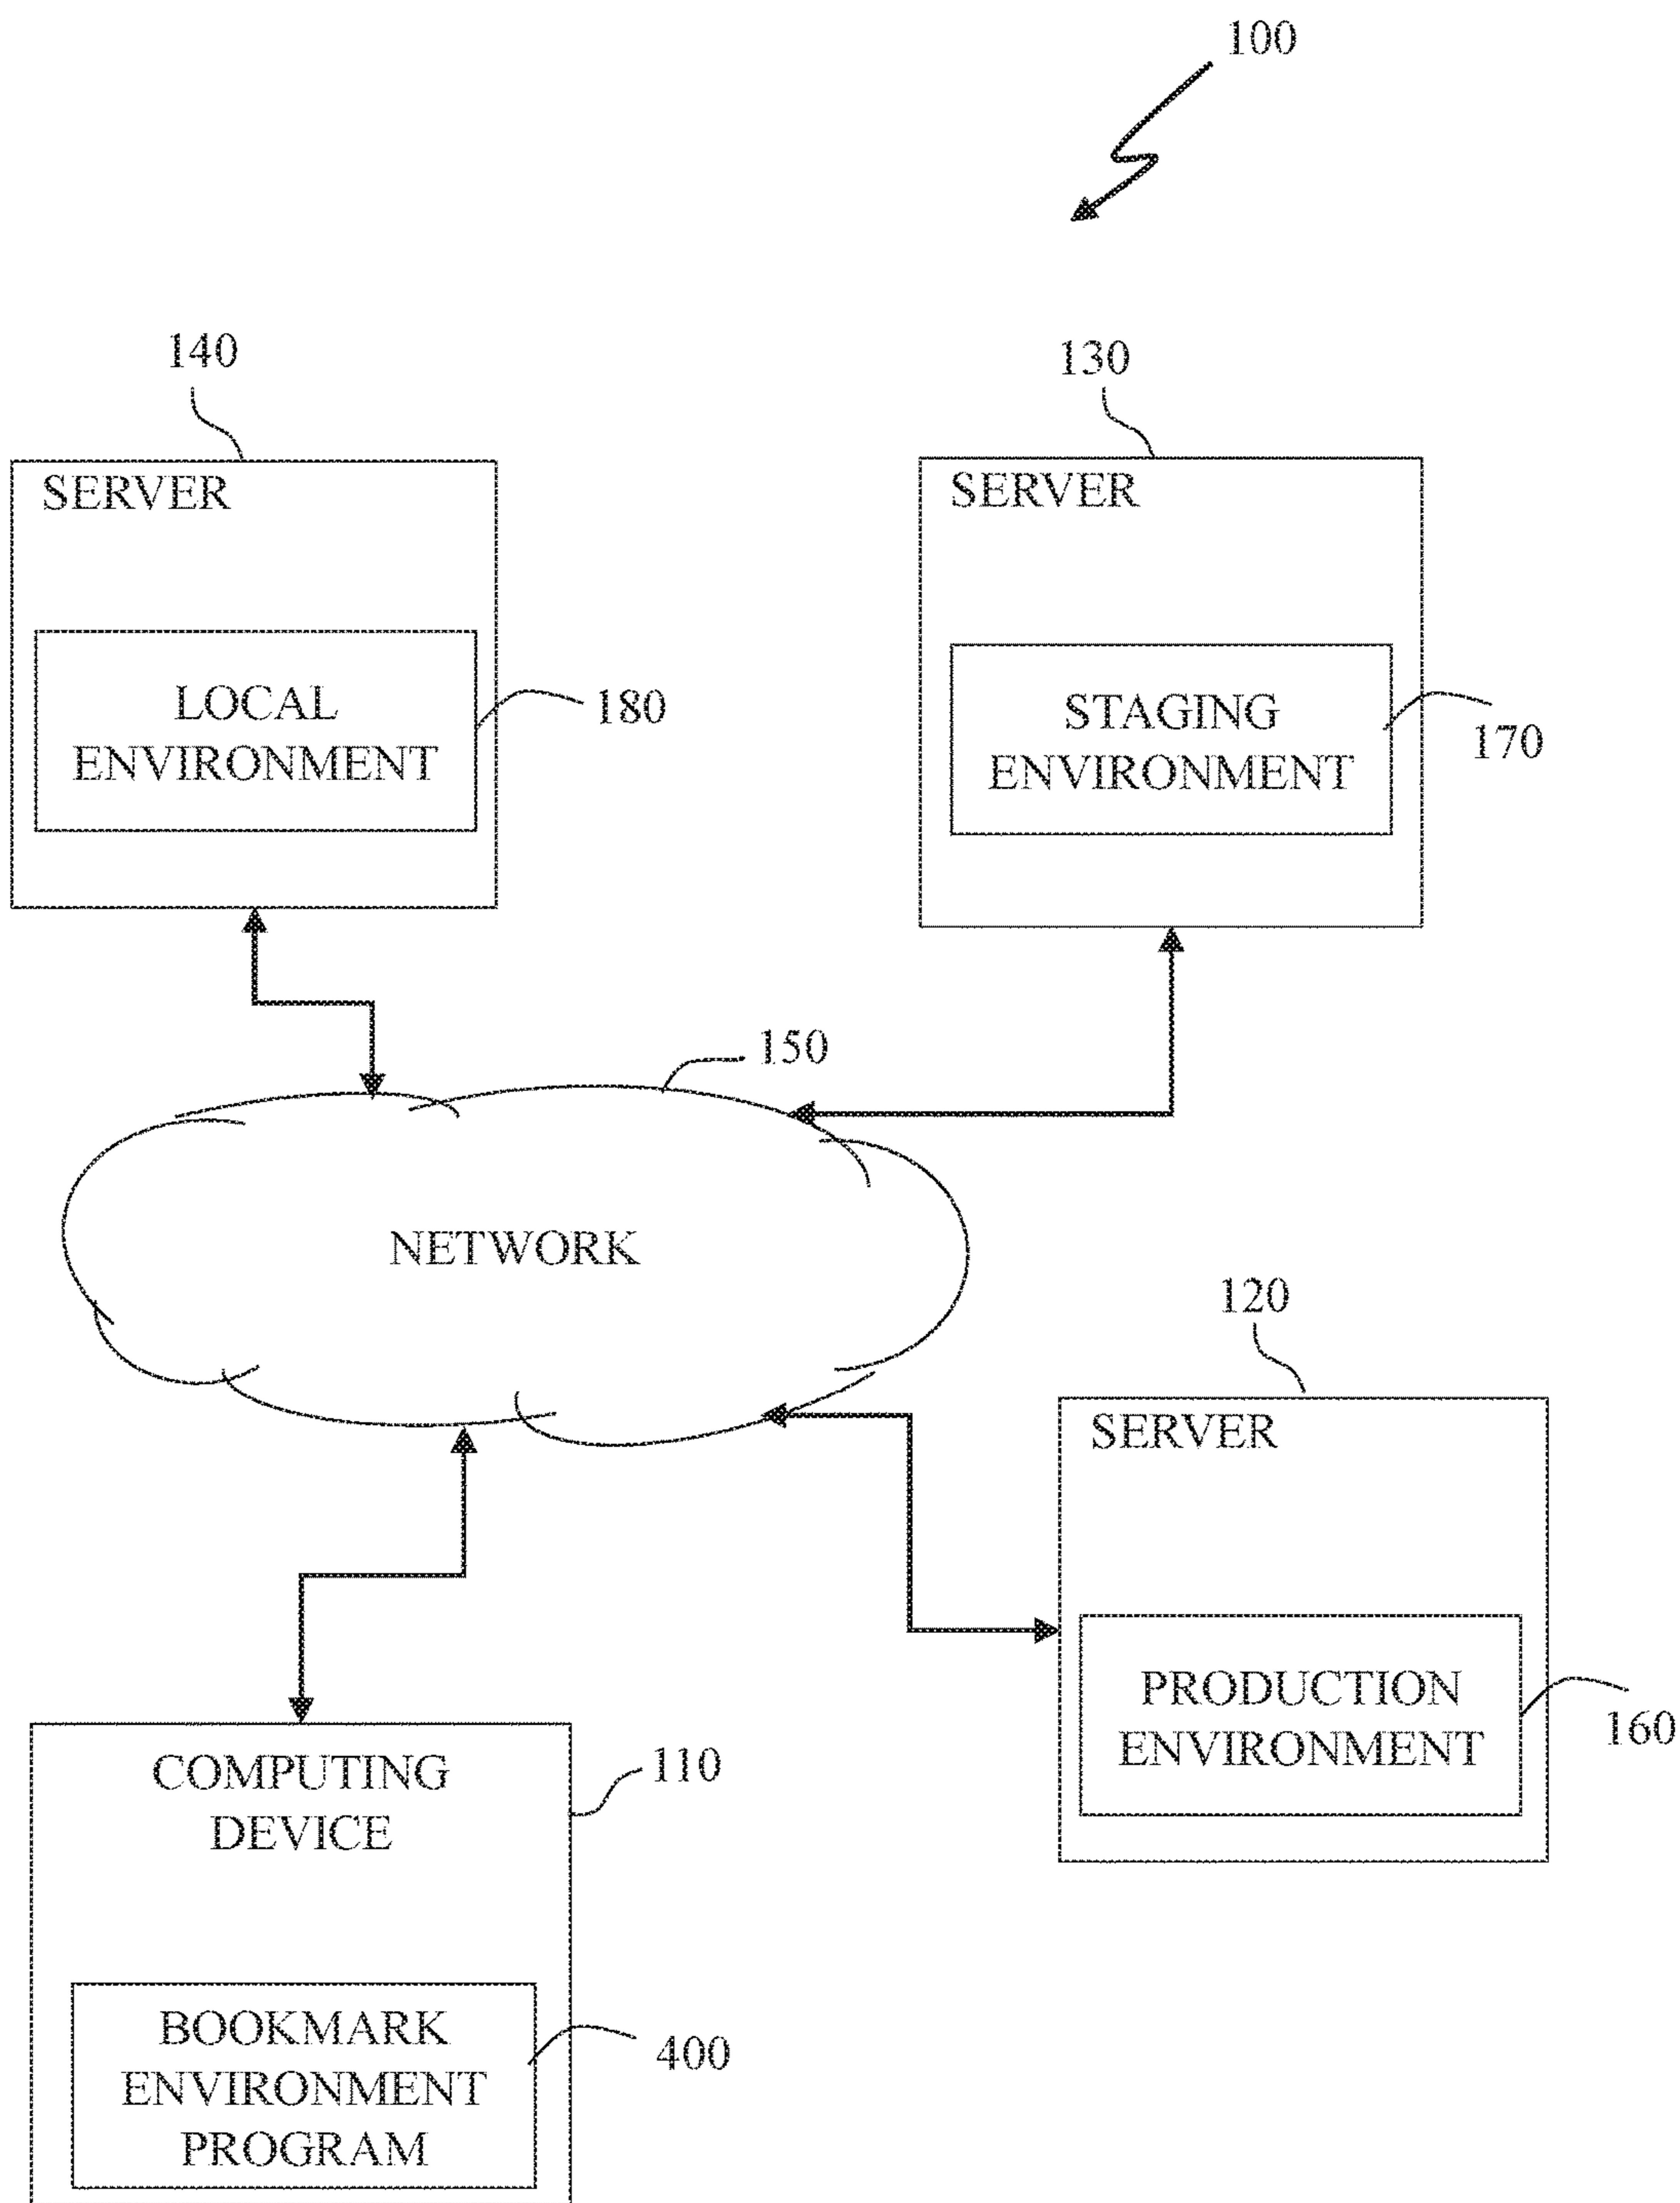 100
140
130
SERVER
SERVER
LOCAL
ENVIRONMENT
180
STAGING
ENVIRONMENT
170
150
NETWORK
120
SERVER
PRODUCTION
ENVIRONMENT
160
COMPUTING
DEVICE
110
BOOKMARK
ENVIRONMENT
PROGRAM
400